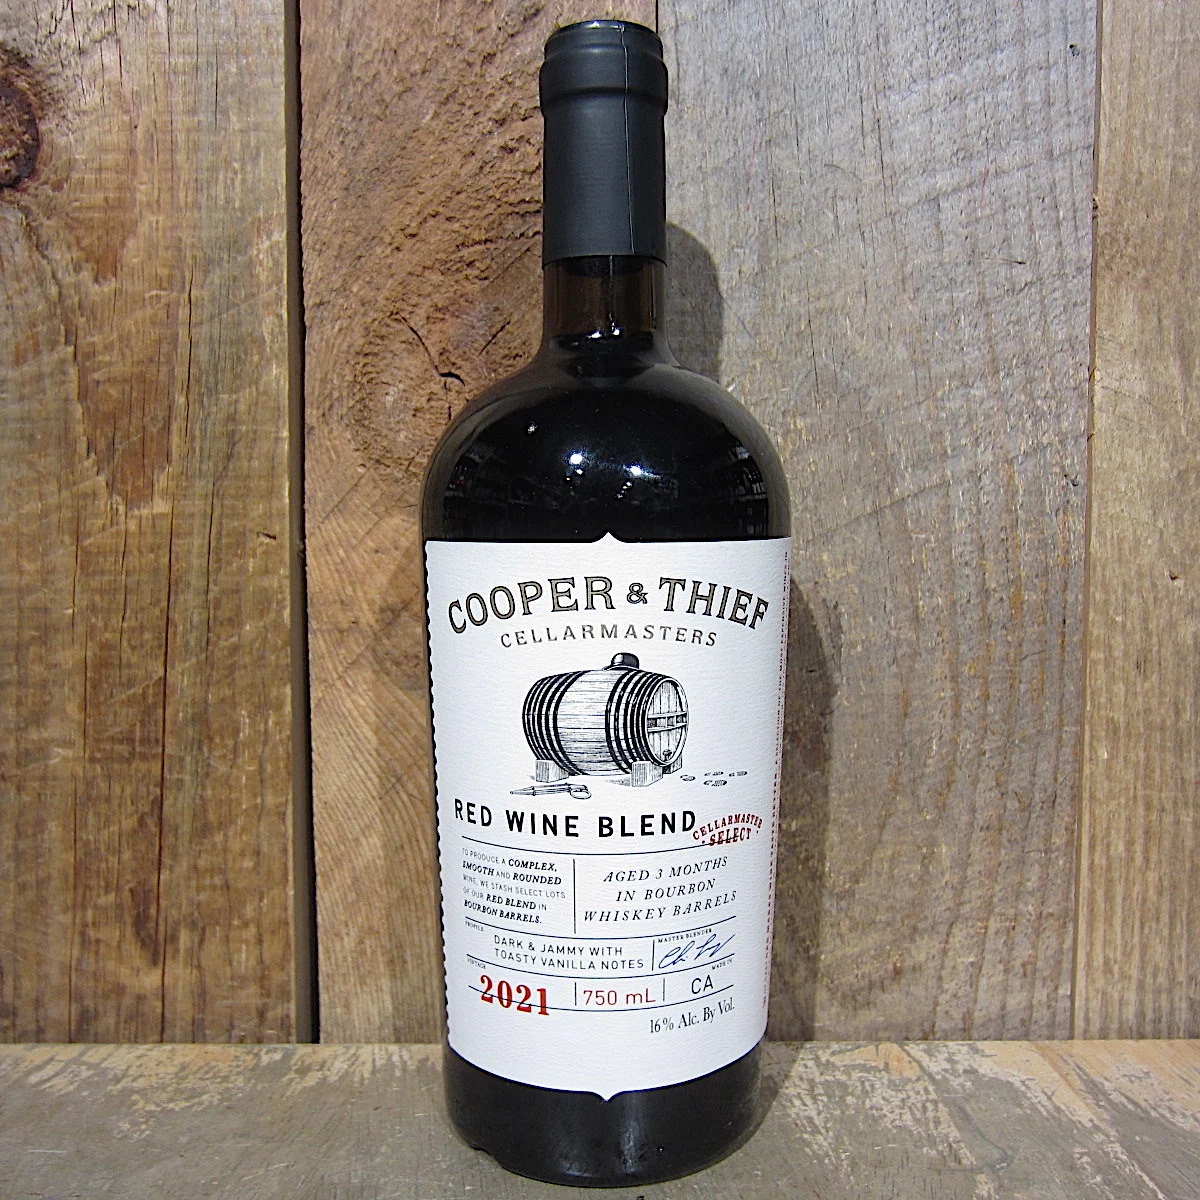 COOPER & THIEF
CELLARMASTERS
RED WINE BLEND
CELLARMASTER
• SELECT •
TO PRODUCE A COMPLEX,
SMOOTH AND ROUNDED
WINE, WE STASH SELECT LOTS
OF OUR RED BLEND IN
BOURBON BARRELS.
AGED 3 MONTHS
IN BOURBON
WHISKEY BARRELS
PROFILE
DARK & JAMMY WITH
TOASTY VANILLA NOTES
MASTER BLENDER
VINTAGE
2021
750 mL
MADE IN
CA
16% Alc. By Vol.